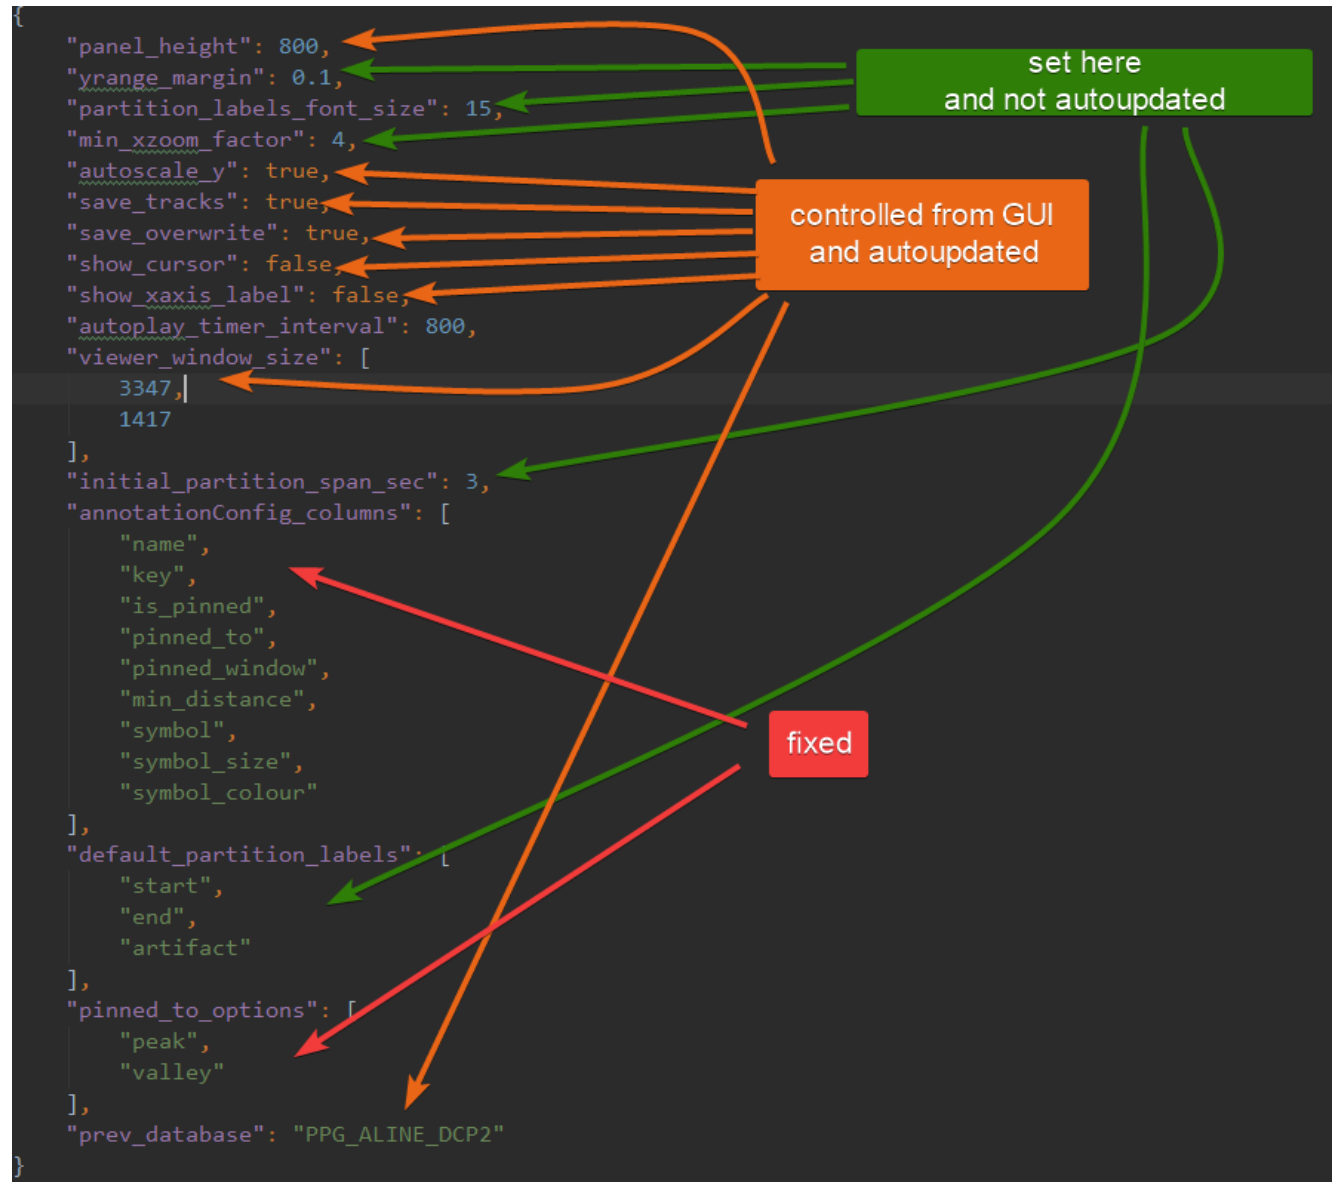 {
"panel_height": 800,
"yrange_margin": 0.1,
"partition_labels_font_size": 15,
"min_xzoom_factor": 4,
"autoscale_y": true,
"save_tracks": true,
"save_overwrite": true,
"show_cursor": false,
"show_xaxis_label": false,
"autoplay_timer_interval": 800,
"viewer_window_size": [
3347,
1417
],
"initial_partition_span_sec": 3,
"annotationConfig_columns": [
"name",
"key",
"is_pinned",
"pinned_to",
"pinned_window",
"min_distance",
"symbol",
"symbol_size",
"symbol_colour"
],
"default_partition_labels": [
"start",
"end",
"artifact"
],
"pinned_to_options": [
"peak",
"valley"
],
"prev_database": "PPG_ALINE_DCP2"
}
set here
and not autoupdated
controlled from GUI
and autoupdated
fixed